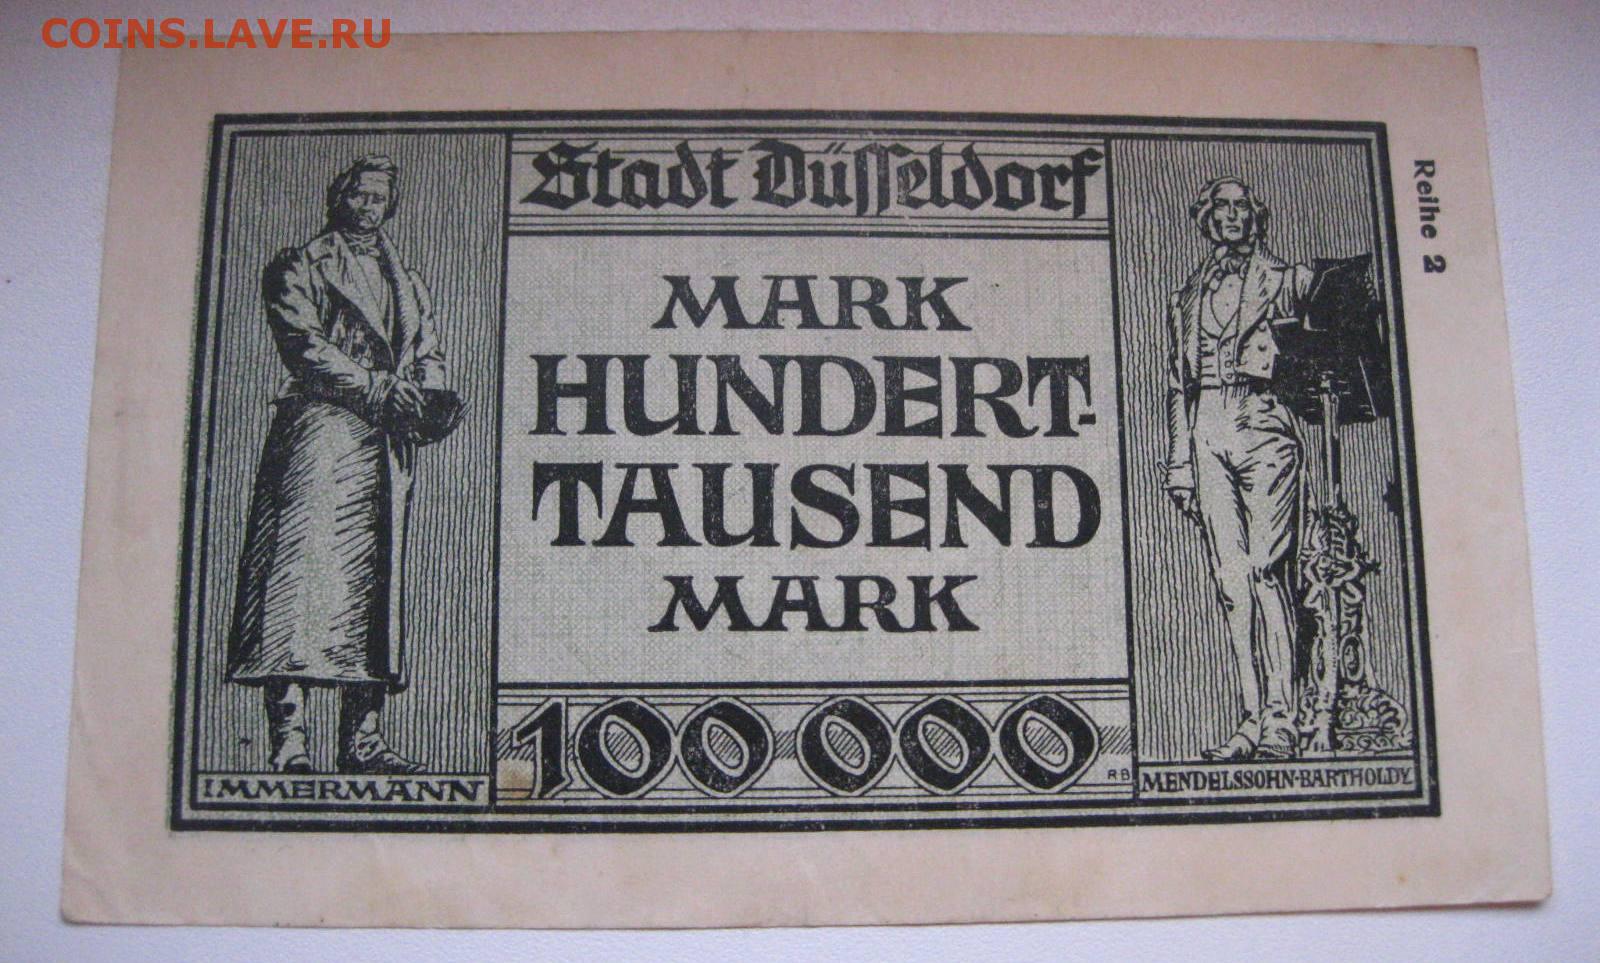 COINS.LAVE.RU
Stadt Düsseldorf
MARK
HUNDERT-
TAUSEND
MARK
100 000
IMMERMANN
RB
MENDELSSOHN-BARTHOLDY
Reihe 2